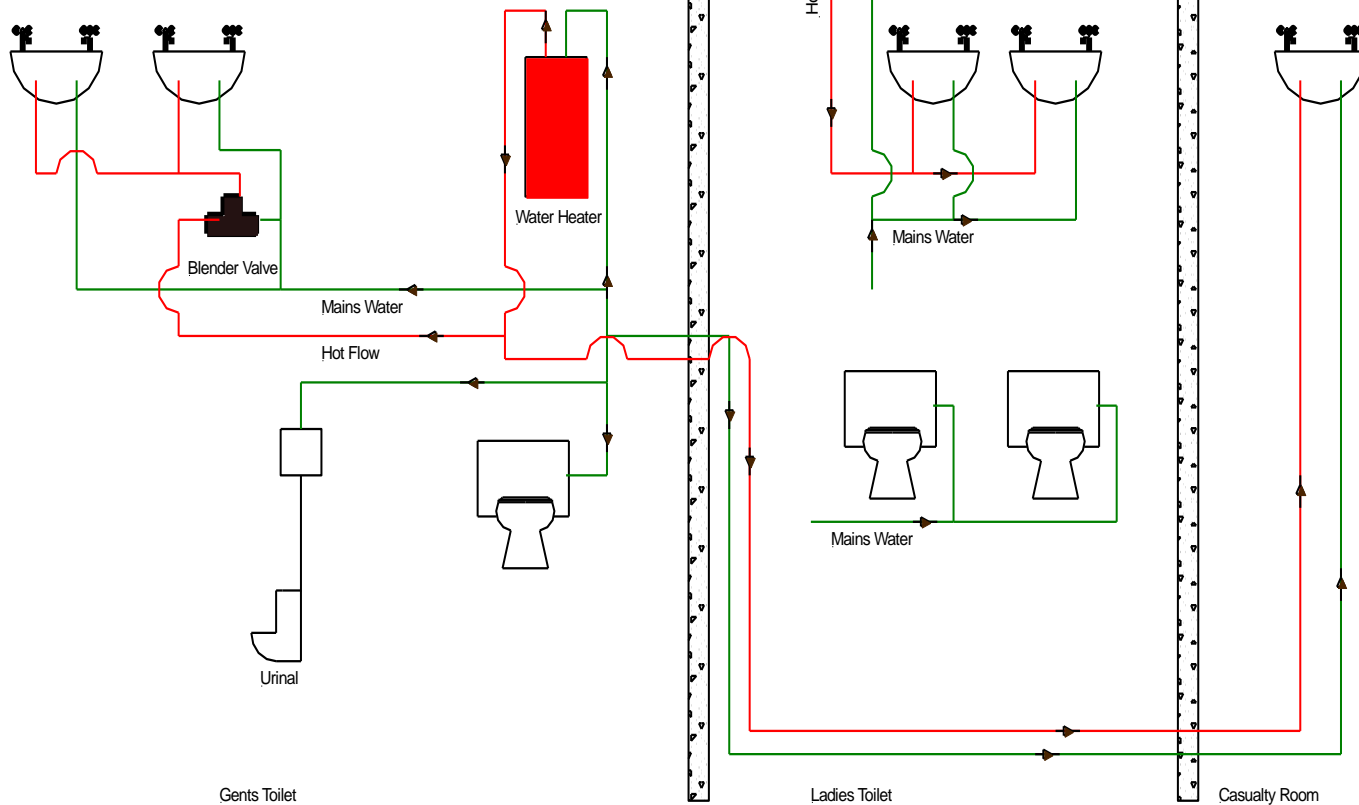 Water Heater
Mains Water
Blender Valve
Mains Water
Hot Flow
Mains Water
Urinal
Gents Toilet
Ladies Toilet
Casualty Room